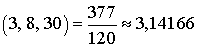 (3, 8, 30) = 377/120 ≈ 3,14166